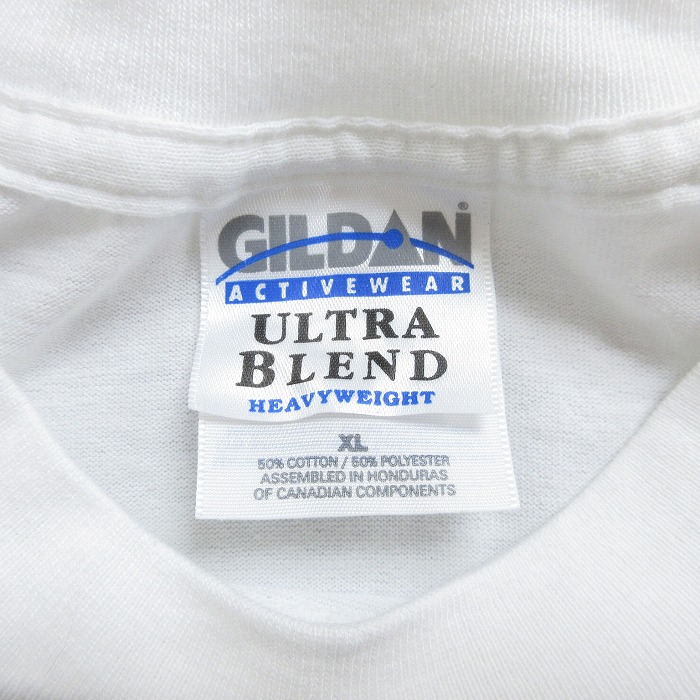 GILDAN®
ACTIVEWEAR
ULTRA
BLEND
HEAVYWEIGHT
XL
50% COTTON / 50% POLYESTER
ASSEMBLED IN HONDURAS
OF CANADIAN COMPONENTS